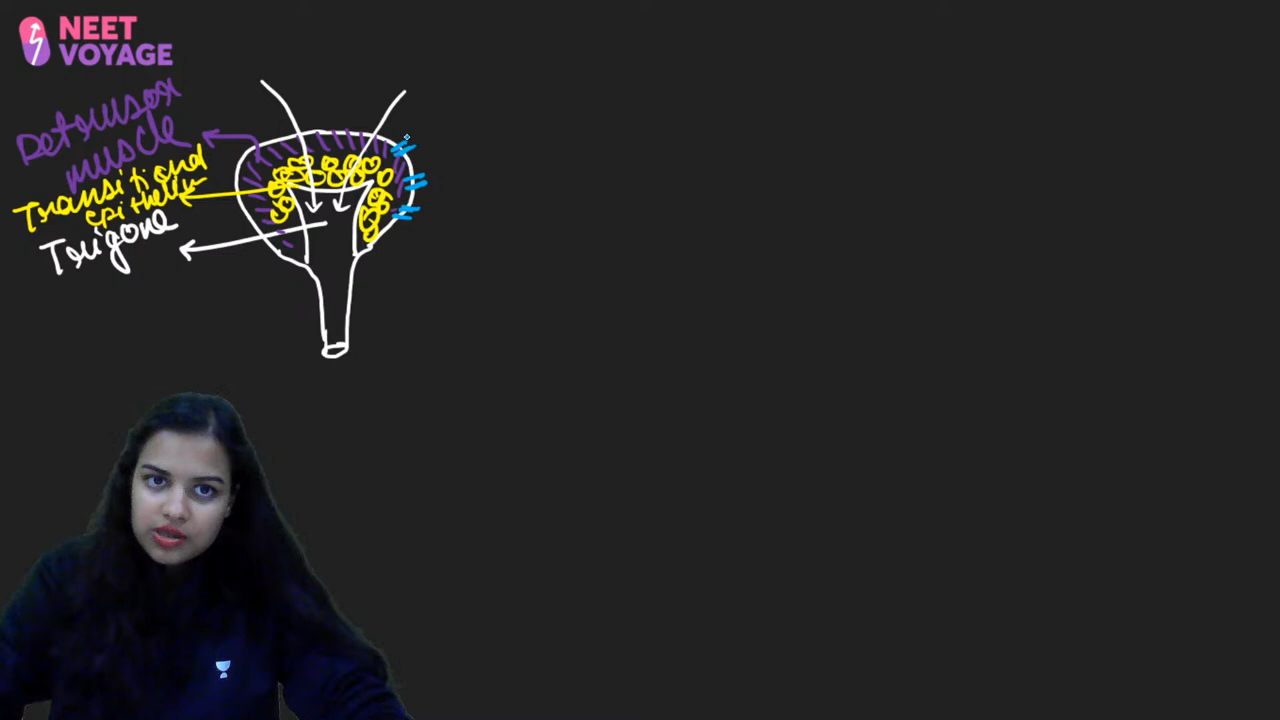 NEET
VOYAGE
Detrusor
muscle
Transitional
epithelium
Trigone